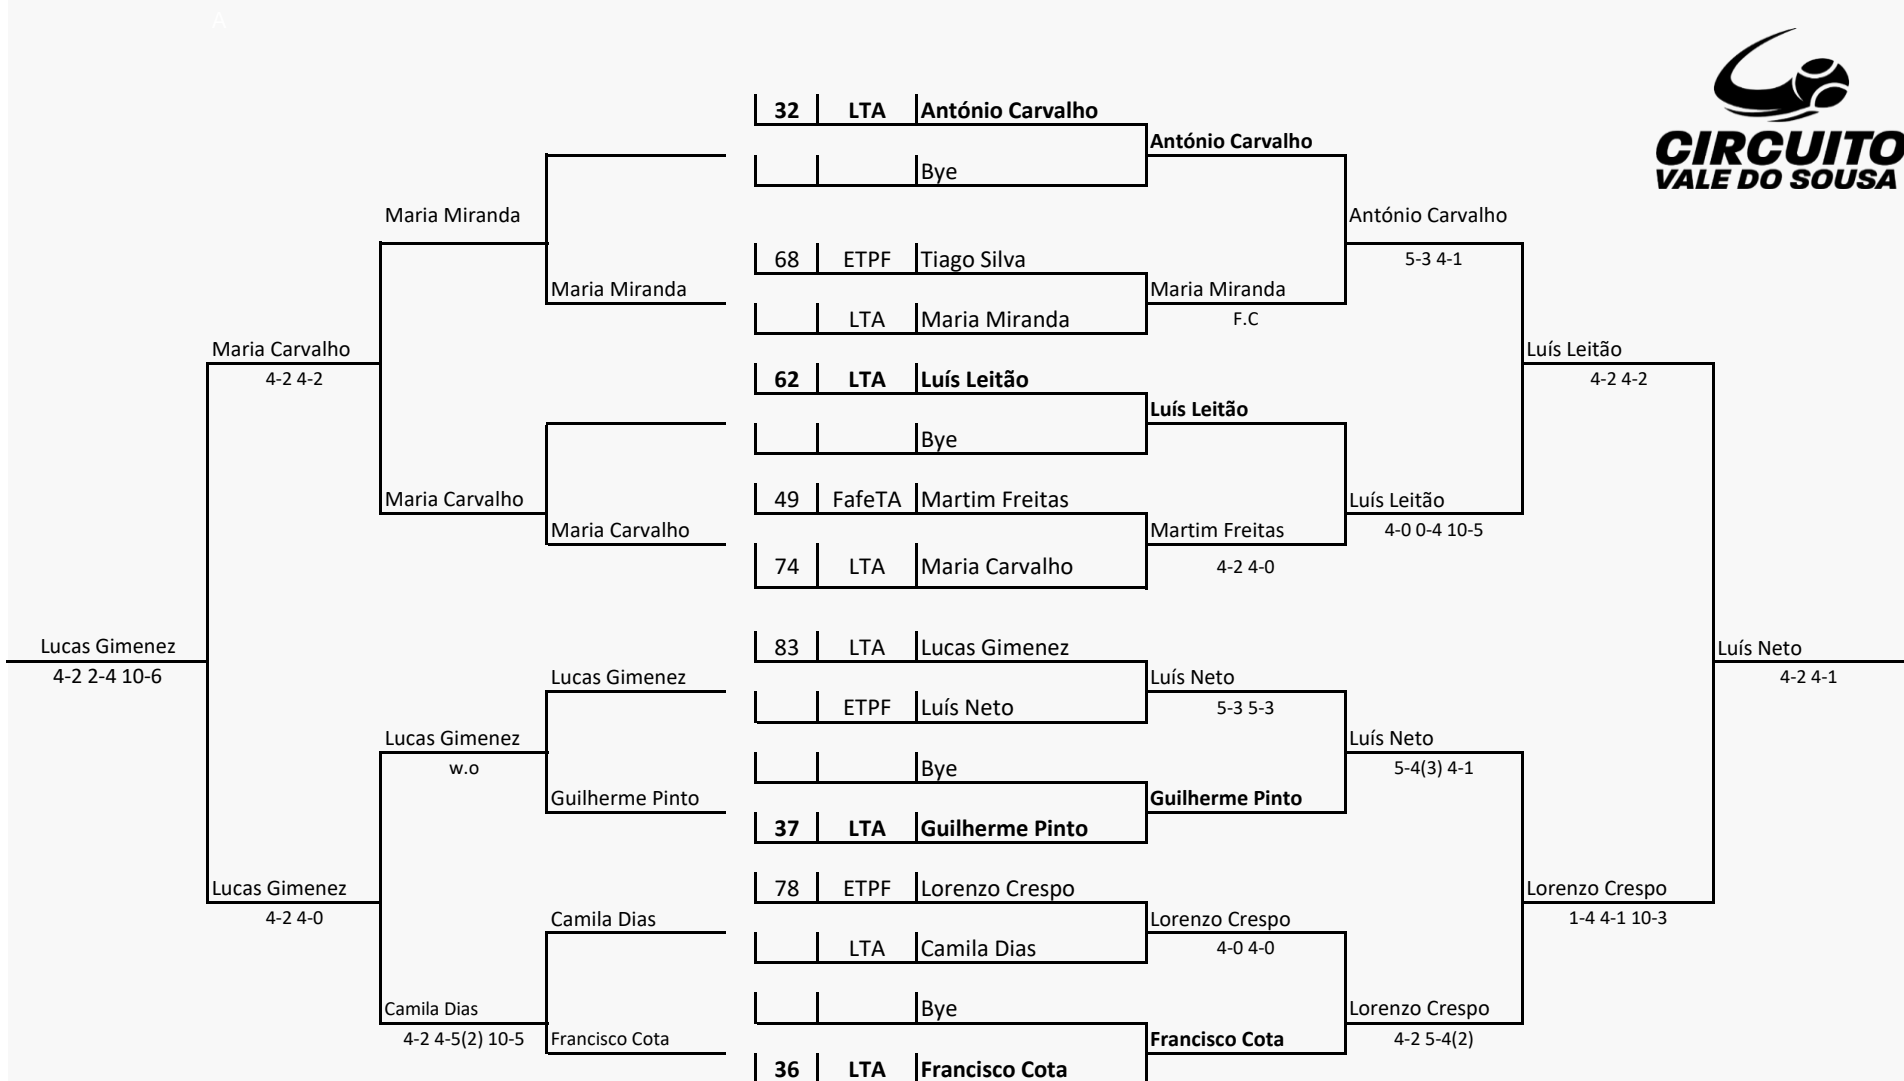 A
CIRCUITO
VALE DO SOUSA
32 LTA António Carvalho
António Carvalho
Bye
Maria Miranda
António Carvalho
68 ETPF Tiago Silva
5-3 4-1
Maria Miranda
Maria Miranda
LTA Maria Miranda
F.C
Maria Carvalho
Luís Leitão
4-2 4-2
62 LTA Luís Leitão
4-2 4-2
Luís Leitão
Bye
Maria Carvalho
49 FafeTA Martim Freitas
Luís Leitão
Maria Carvalho
Martim Freitas
4-0 0-4 10-5
74 LTA Maria Carvalho
4-2 4-0
Lucas Gimenez
83 LTA Lucas Gimenez
Luís Neto
4-2 2-4 10-6
Lucas Gimenez
Luís Neto
4-2 4-1
ETPF Luís Neto
5-3 5-3
Lucas Gimenez
Luís Neto
w.o
Bye
5-4(3) 4-1
Guilherme Pinto
Guilherme Pinto
37 LTA Guilherme Pinto
Lucas Gimenez
78 ETPF Lorenzo Crespo
Lorenzo Crespo
4-2 4-0
Camila Dias
Lorenzo Crespo
1-4 4-1 10-3
LTA Camila Dias
4-0 4-0
Camila Dias
Bye
Lorenzo Crespo
4-2 4-5(2) 10-5
Francisco Cota
Francisco Cota
4-2 5-4(2)
36 LTA Francisco Cota